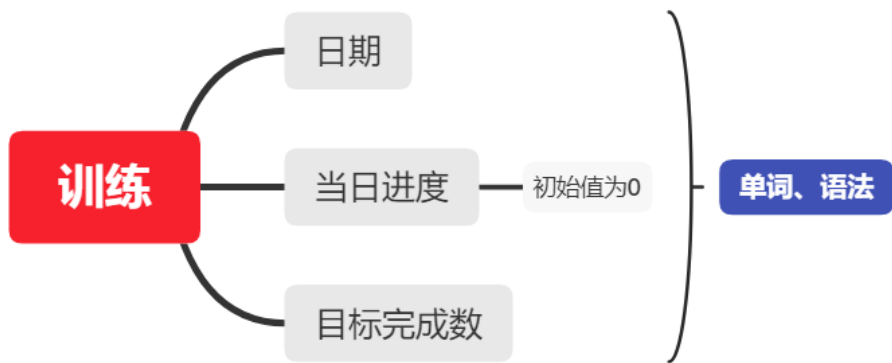 训练
日期
当日进度
初始值为0
目标完成数
单词、语法